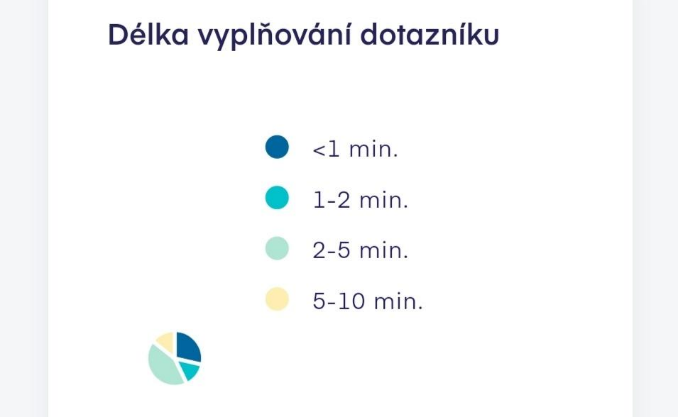 Délka vyplňování dotazníku
<1 min.
1-2 min.
2-5 min.
5-10 min.